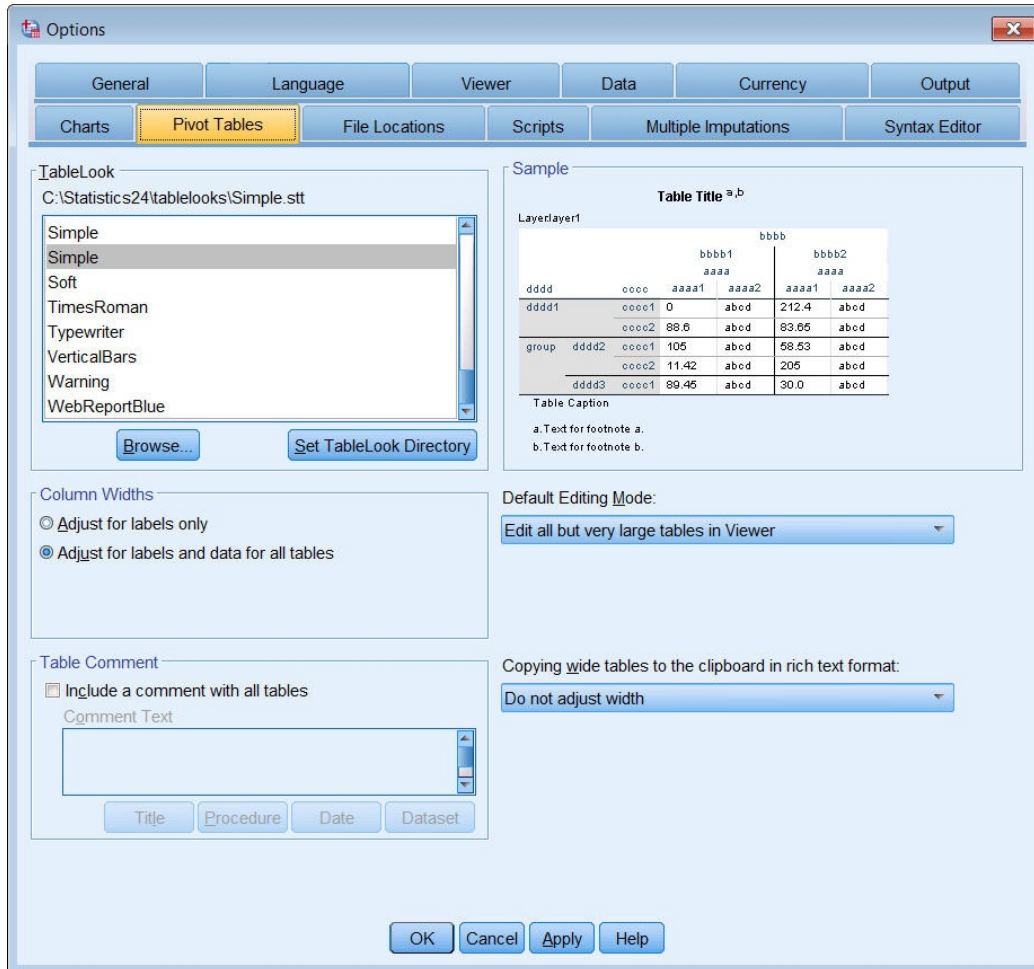 Options
General Language Viewer Data Currency Output
Charts Pivot Tables File Locations Scripts Multiple Imputations Syntax Editor
TableLook
C:\Statistics24\tablelooks\Simple.stt
Simple
Simple
Soft
TimesRoman
Typewriter
VerticalBars
Warning
WebReportBlue
Browse... Set TableLook Directory
Sample
Table Title a,b
Layer:layer1
bbbb
bbbb1 bbbb2
aaaa aaaa
dddd cccc aaaa1 aaaa2 aaaa1 aaaa2
dddd1 cccc1 0 abcd 212.4 abcd
cccc2 88.6 abcd 83.65 abcd
group dddd2 cccc1 105 abcd 58.53 abcd
cccc2 11.42 abcd 205 abcd
dddd3 cccc1 89.45 abcd 30.0 abcd
Table Caption
a.Text for footnote a.
b.Text for footnote b.
Column Widths
Adjust for labels only
Adjust for labels and data for all tables
Default Editing Mode:
Edit all but very large tables in Viewer
Table Comment
Include a comment with all tables
Comment Text
Title Procedure Date Dataset
Copying wide tables to the clipboard in rich text format:
Do not adjust width
OK Cancel Apply Help